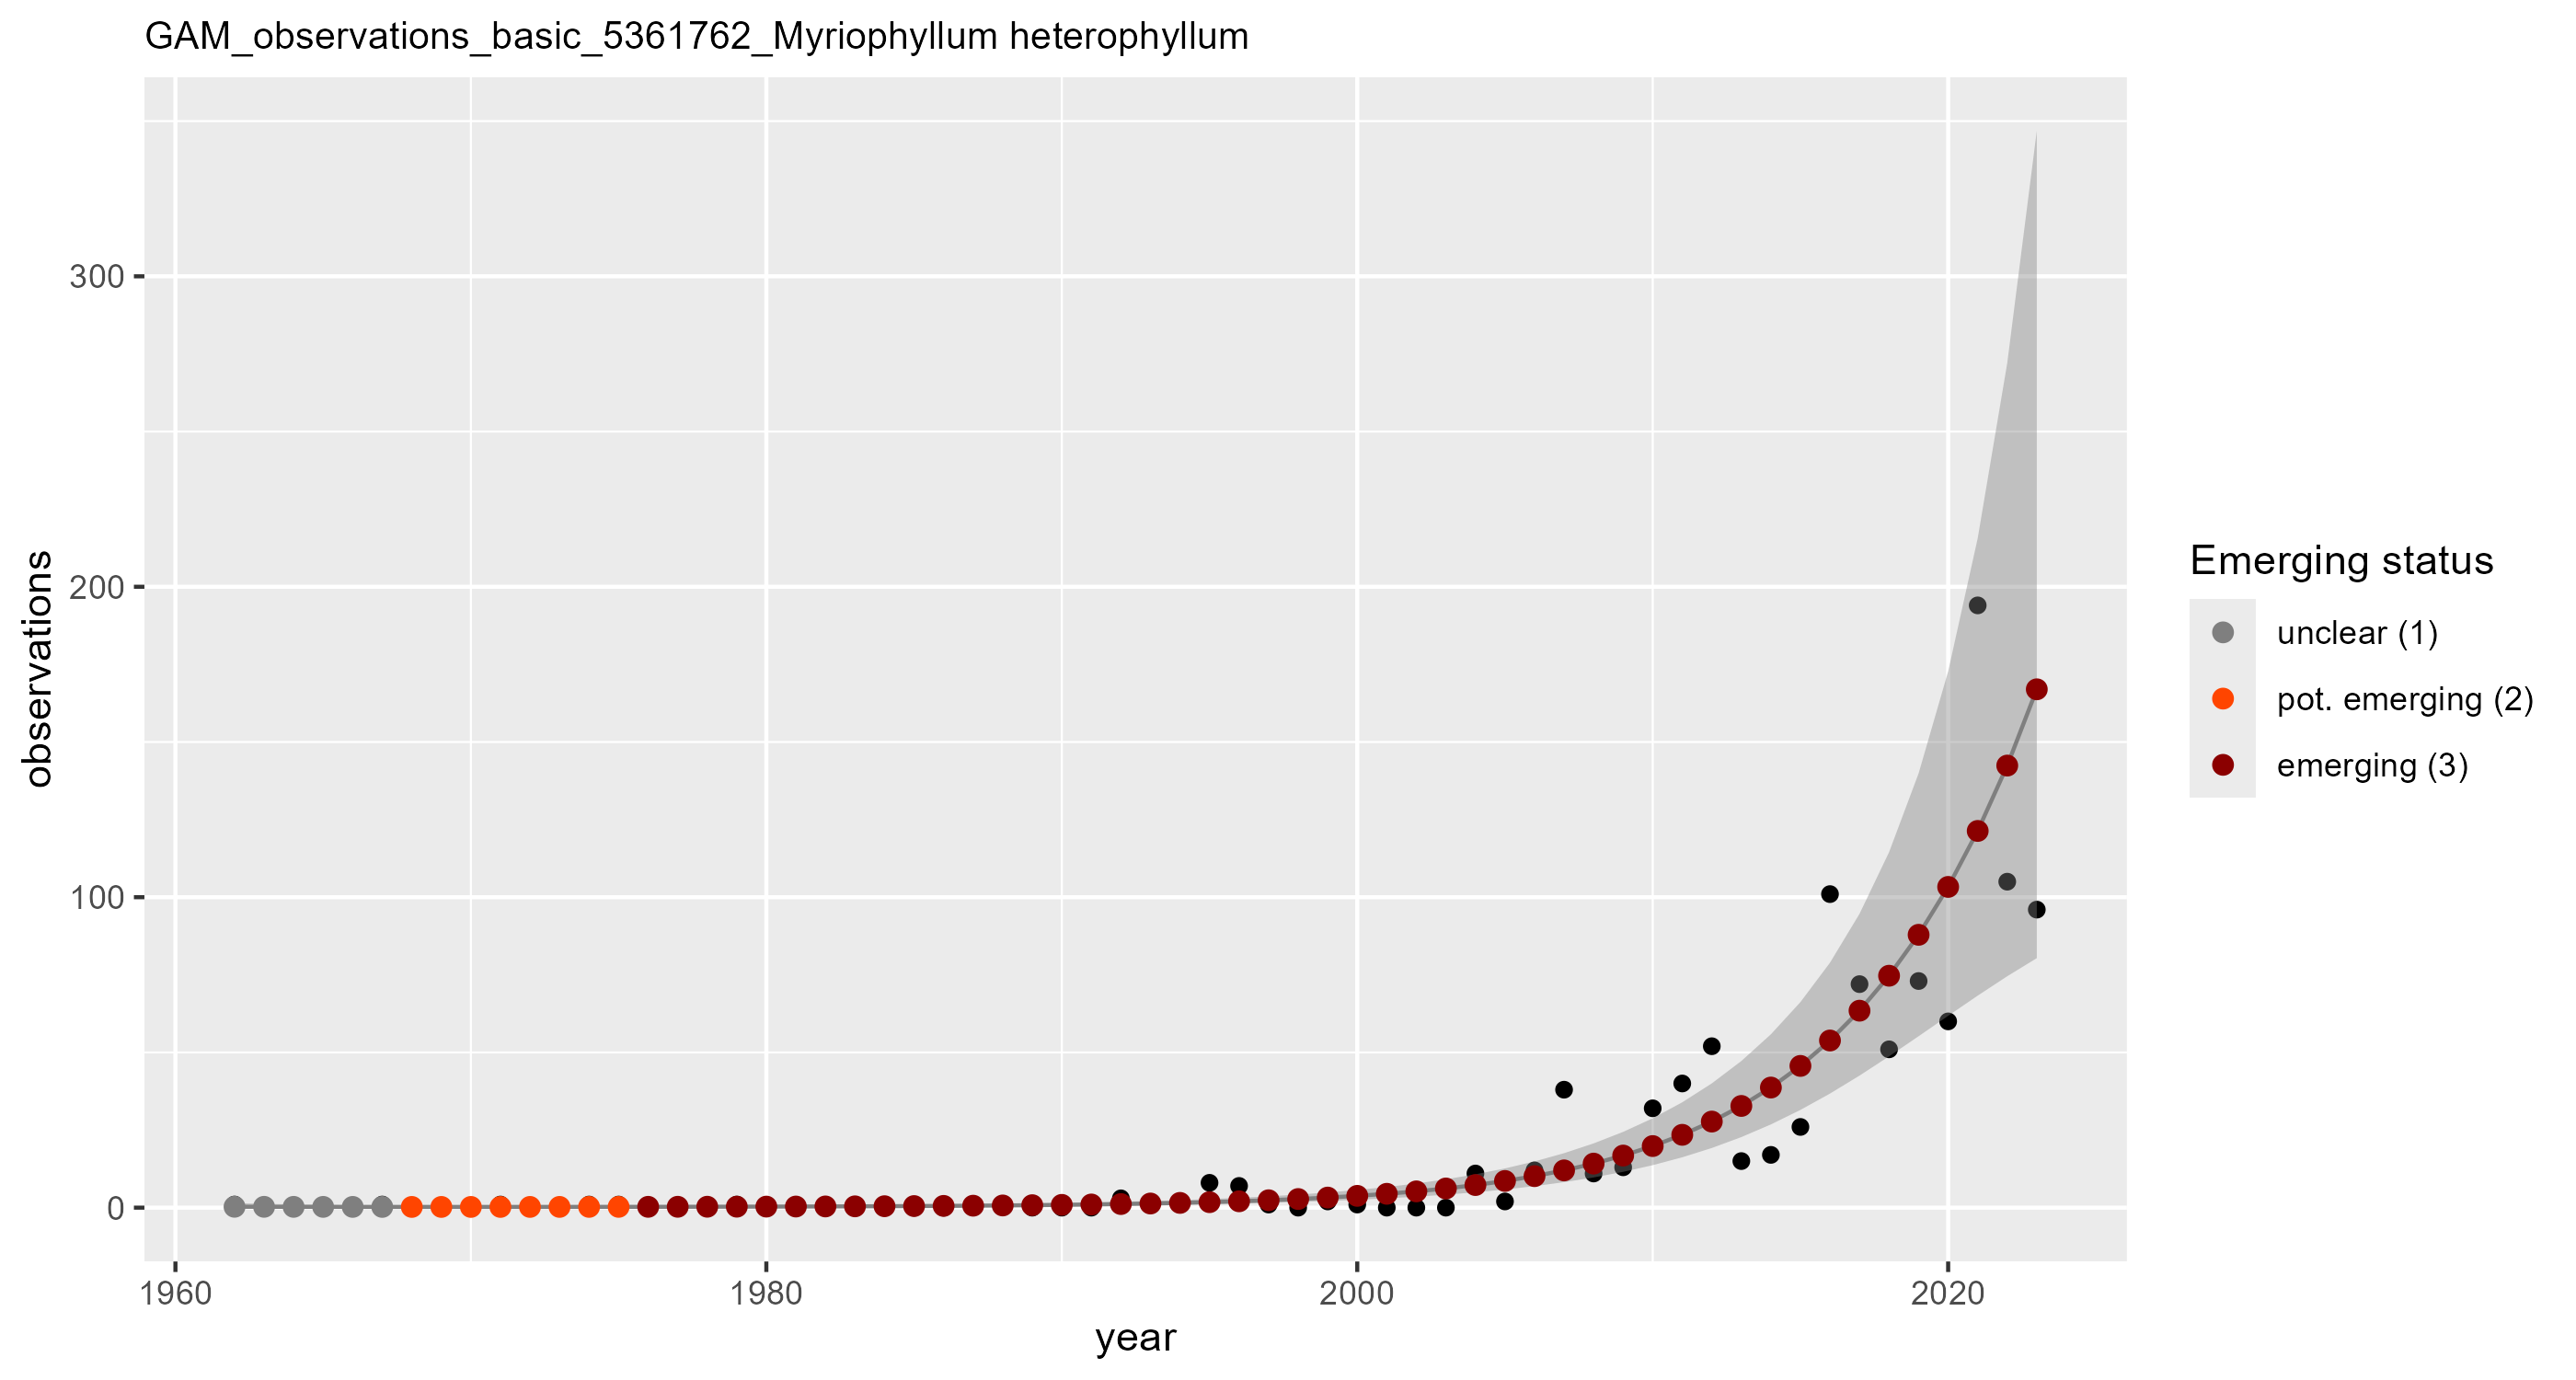 GAM_observations_basic_5361762_Myriophyllum heterophyllum
observations
300
200
100
0
1960
1980
2000
2020
year
Emerging status
unclear (1)
pot. emerging (2)
emerging (3)